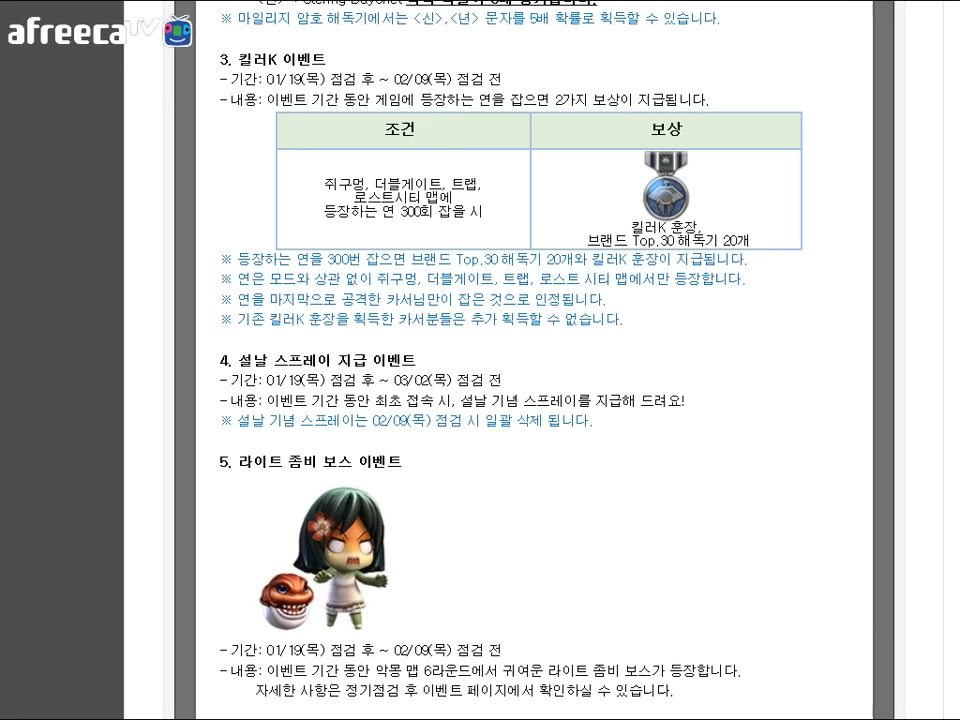 afreecaTV
※ 마일리지 암호 해독기에서는 <신>,<년> 문자를 5배 확률로 획득할 수 있습니다.
3. 킬러K 이벤트
- 기간: 01/19(목) 점검 후 ~ 02/09(목) 점검 전
- 내용: 이벤트 기간 동안 게임에 등장하는 연을 잡으면 2가지 보상이 지급됩니다.
조건 보상
쥐구멍, 더블게이트, 트랩,
로스트시티 맵에
등장하는 연 300회 잡을 시
킬러K 훈장,
브랜드 Top.30 해독기 20개
※ 등장하는 연을 300번 잡으면 브랜드 Top.30 해독기 20개와 킬러K 훈장이 지급됩니다.
※ 연은 모드와 상관 없이 쥐구멍, 더블게이트, 트랩, 로스트 시티 맵에서만 등장합니다.
※ 연을 마지막으로 공격한 카서님만이 잡은 것으로 인정됩니다.
※ 기존 킬러K 훈장을 획득한 카서분들은 추가 획득할 수 없습니다.
4. 설날 스프레이 지급 이벤트
- 기간: 01/19(목) 점검 후 ~ 03/02(목) 점검 전
- 내용: 이벤트 기간 동안 최초 접속 시, 설날 기념 스프레이를 지급해 드려요!
※ 설날 기념 스프레이는 02/09(목) 점검 시 일괄 삭제 됩니다.
5. 라이트 좀비 보스 이벤트
- 기간: 01/19(목) 점검 후 ~ 02/09(목) 점검 전
- 내용: 이벤트 기간 동안 악몽 맵 6라운드에서 귀여운 라이트 좀비 보스가 등장합니다.
자세한 사항은 정기점검 후 이벤트 페이지에서 확인하실 수 있습니다.